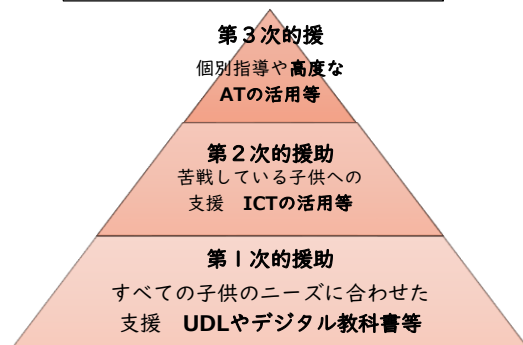 第３次的援
個別指導や高度な
ATの活用等
第２次的援助
苦戦している子供への
支援　ICTの活用等
第１次的援助
すべての子供のニーズに合わせた
支援　UDLやデジタル教科書等